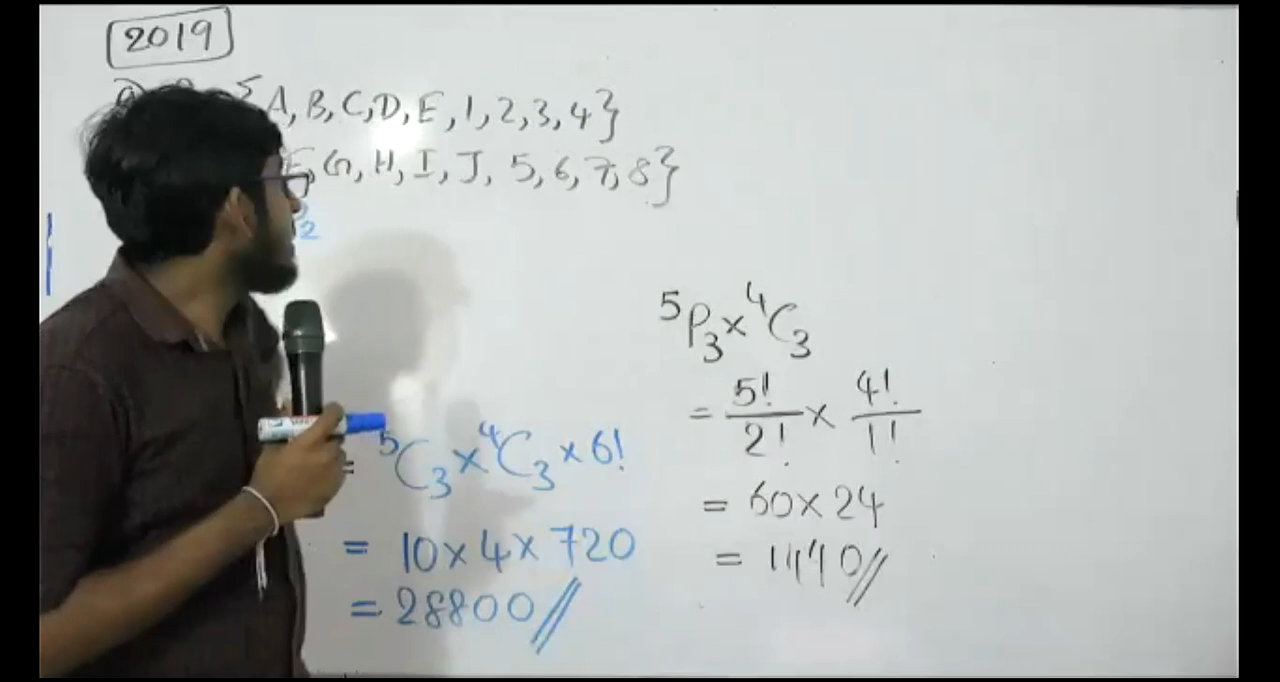 2019
A, B, C, D, E, 1, 2, 3, 4}
F, G, H, I, J, 5, 6, 7, 8}
2
= ⁵C₃ × ⁴C₃ × 6!
= 10 × 4 × 720
= 28800//
⁵P₃ × ⁴C₃
= 5!/2! × 4!/1!
= 60 × 24
= 1440//